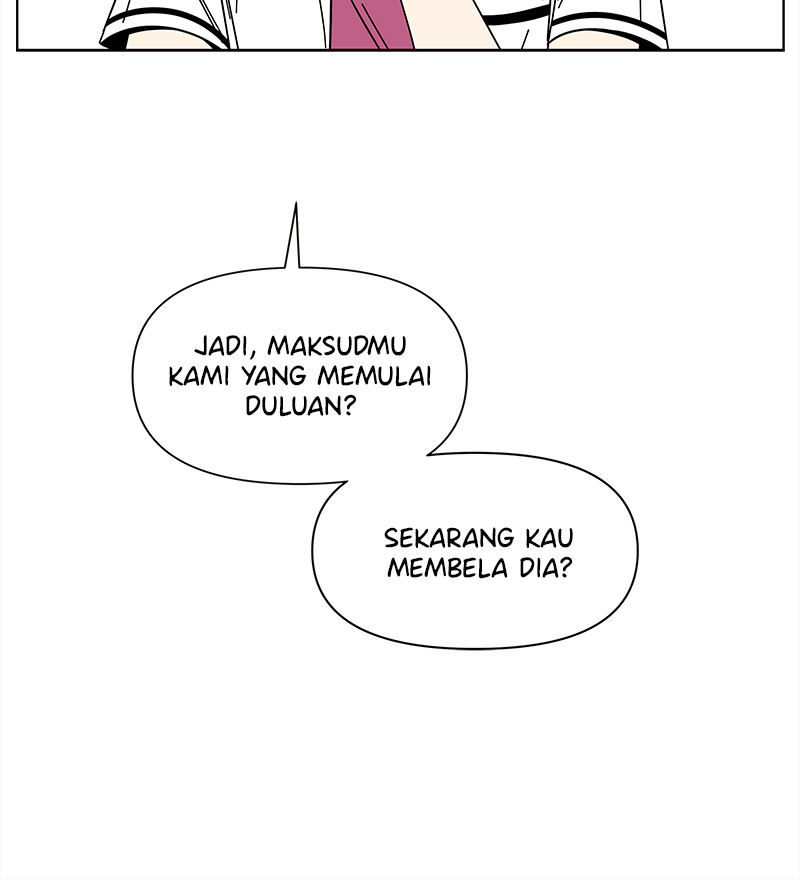 JADI, MAKSUDMU
KAMI YANG MEMULAI
DULUAN?
SEKARANG KAU
MEMBELA DIA?